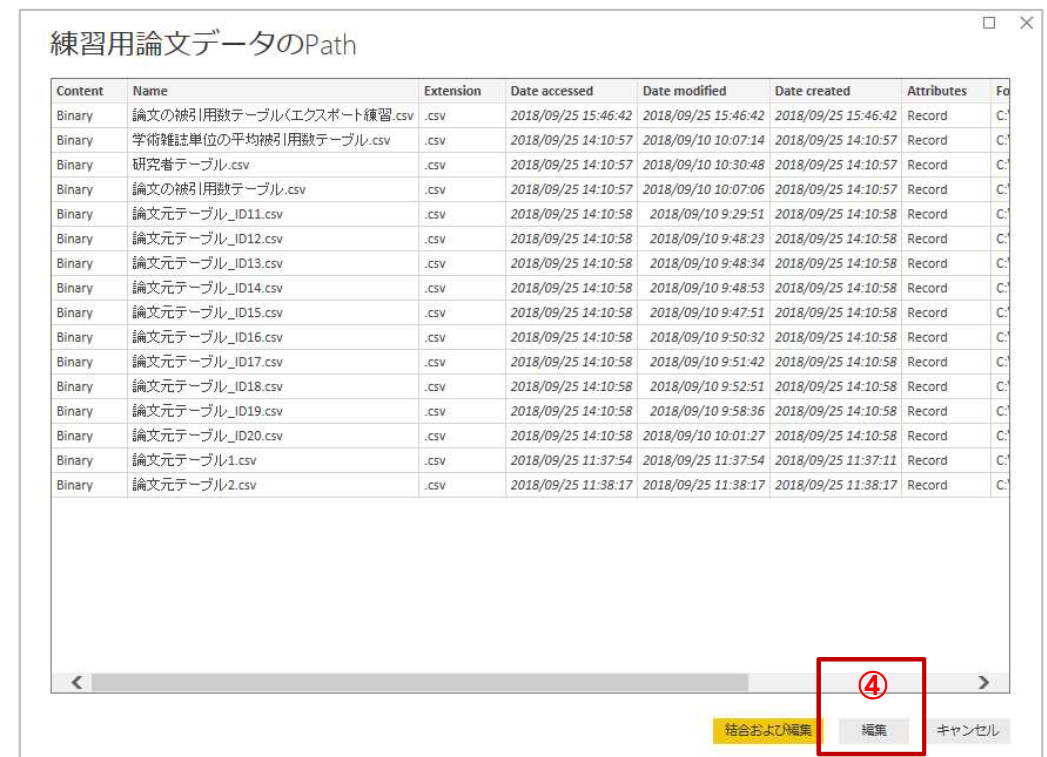 練習用論文データのPath
Content Name Extension Date accessed Date modified Date created Attributes Fo
Binary 論文の被引用数テーブル(エクスポート練習.csv .csv 2018/09/25 15:46:42 2018/09/25 15:46:42 2018/09/25 15:46:42 Record C:\
Binary 学術雑誌単位の平均被引用数テーブル.csv .csv 2018/09/25 14:10:57 2018/09/10 10:07:14 2018/09/25 14:10:57 Record C:\
Binary 研究者テーブル.csv .csv 2018/09/25 14:10:57 2018/09/10 10:30:48 2018/09/25 14:10:57 Record C:\
Binary 論文の被引用数テーブル.csv .csv 2018/09/25 14:10:57 2018/09/10 10:07:06 2018/09/25 14:10:57 Record C:\
Binary 論文元テーブル_ID11.csv .csv 2018/09/25 14:10:58 2018/09/10 9:29:51 2018/09/25 14:10:58 Record C:\
Binary 論文元テーブル_ID12.csv .csv 2018/09/25 14:10:58 2018/09/10 9:48:23 2018/09/25 14:10:58 Record C:\
Binary 論文元テーブル_ID13.csv .csv 2018/09/25 14:10:58 2018/09/10 9:48:34 2018/09/25 14:10:58 Record C:\
Binary 論文元テーブル_ID14.csv .csv 2018/09/25 14:10:58 2018/09/10 9:48:53 2018/09/25 14:10:58 Record C:\
Binary 論文元テーブル_ID15.csv .csv 2018/09/25 14:10:58 2018/09/10 9:47:51 2018/09/25 14:10:58 Record C:\
Binary 論文元テーブル_ID16.csv .csv 2018/09/25 14:10:58 2018/09/10 9:50:32 2018/09/25 14:10:58 Record C:\
Binary 論文元テーブル_ID17.csv .csv 2018/09/25 14:10:58 2018/09/10 9:51:42 2018/09/25 14:10:58 Record C:\
Binary 論文元テーブル_ID18.csv .csv 2018/09/25 14:10:58 2018/09/10 9:52:51 2018/09/25 14:10:58 Record C:\
Binary 論文元テーブル_ID19.csv .csv 2018/09/25 14:10:58 2018/09/10 9:58:36 2018/09/25 14:10:58 Record C:\
Binary 論文元テーブル_ID20.csv .csv 2018/09/25 14:10:58 2018/09/10 10:01:27 2018/09/25 14:10:58 Record C:\
Binary 論文元テーブル1.csv .csv 2018/09/25 11:37:54 2018/09/25 11:37:54 2018/09/25 11:37:11 Record C:\
Binary 論文元テーブル2.csv .csv 2018/09/25 11:38:17 2018/09/25 11:38:17 2018/09/25 11:38:17 Record C:\
④
結合および編集 編集 キャンセル